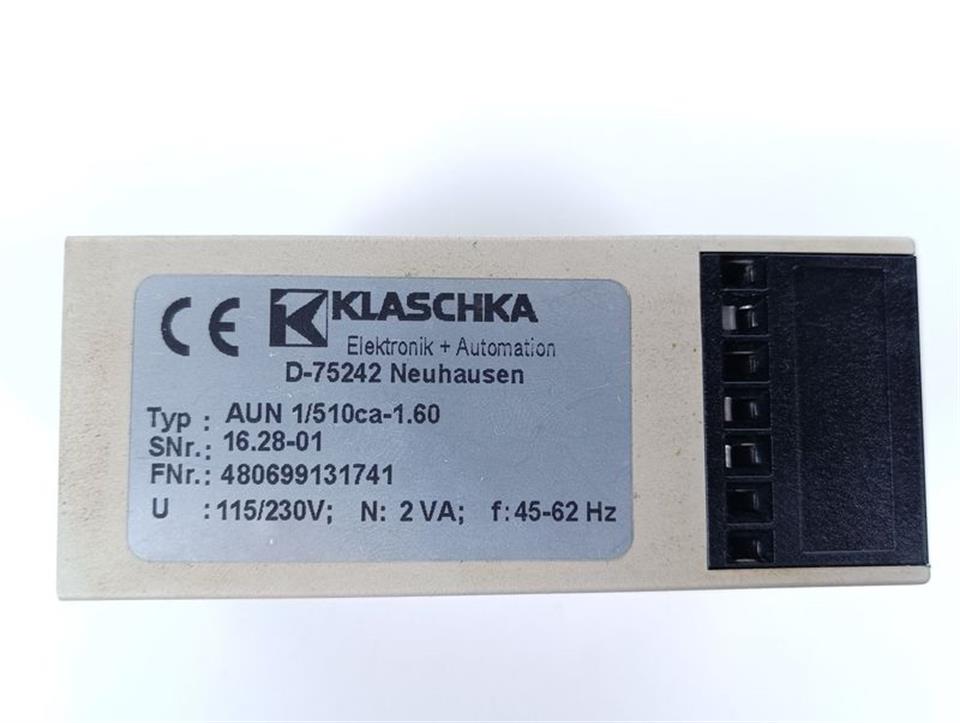 CE KLASCHKA
Elektronik + Automation
D-75242 Neuhausen
Typ : AUN 1/510ca-1.60
SNr.: 16.28-01
FNr.: 480699131741
U : 115/230V; N: 2 VA; f: 45-62 Hz